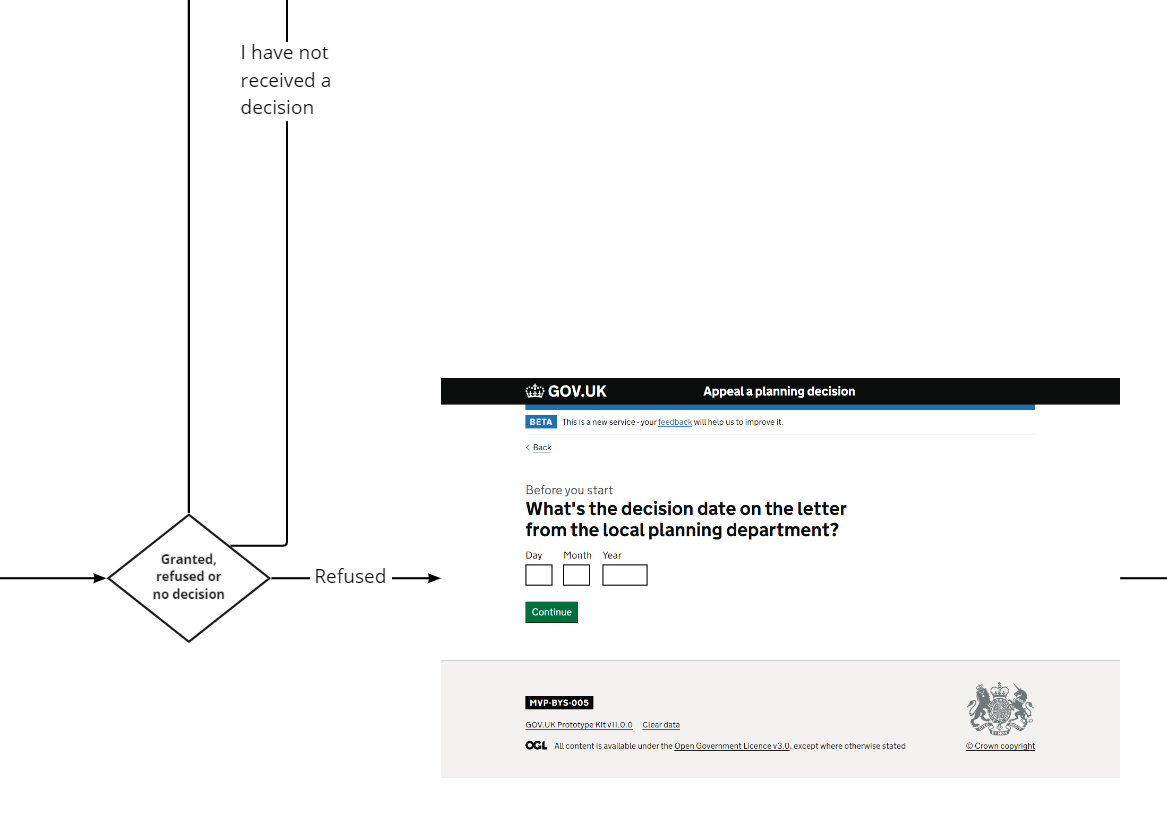 I have not
received a
decision
GOV.UK
Appeal a planning decision
BETA This is a new service - your feedback will help us to improve it.
Back
Before you start
What's the decision date on the letter
from the local planning department?
Day Month Year
Granted,
refused or
no decision
Refused
Continue
MVP-BYS-005
GOV.UK Prototype Kit v11.0.0 Clear data
OGL All content is available under the Open Government Licence v3.0, except where otherwise stated
© Crown copyright